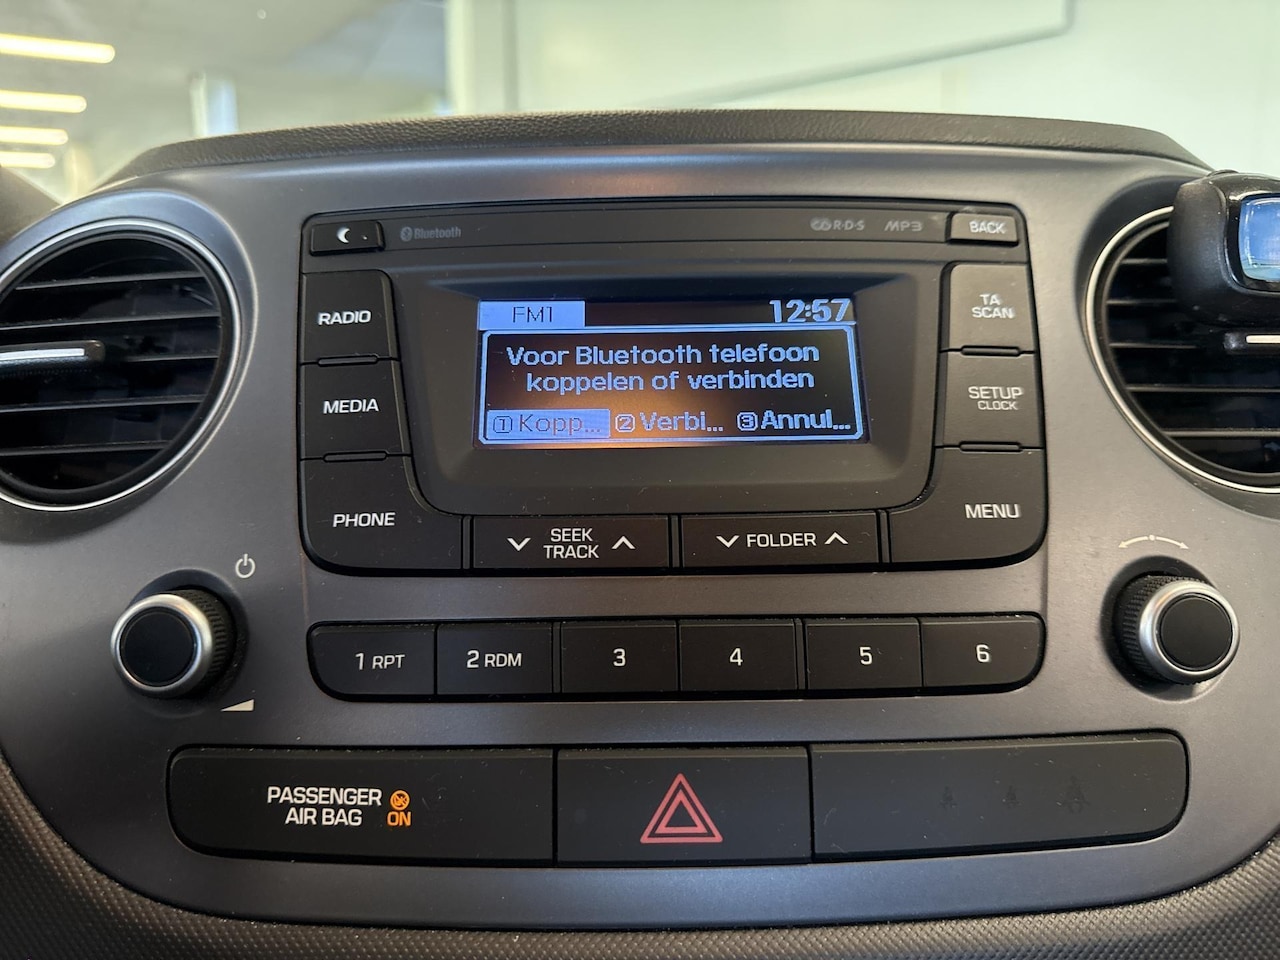 Bluetooth
R·D·S
MP3
BACK
RADIO
MEDIA
PHONE
FM1
12:57
Voor Bluetooth telefoon
koppelen of verbinden
1 Kopp...
2 Verbi...
3 Annul...
TA
SCAN
SETUP
CLOCK
MENU
SEEK
TRACK
FOLDER
1 RPT
2 RDM
3
4
5
6
PASSENGER
AIR BAG
ON